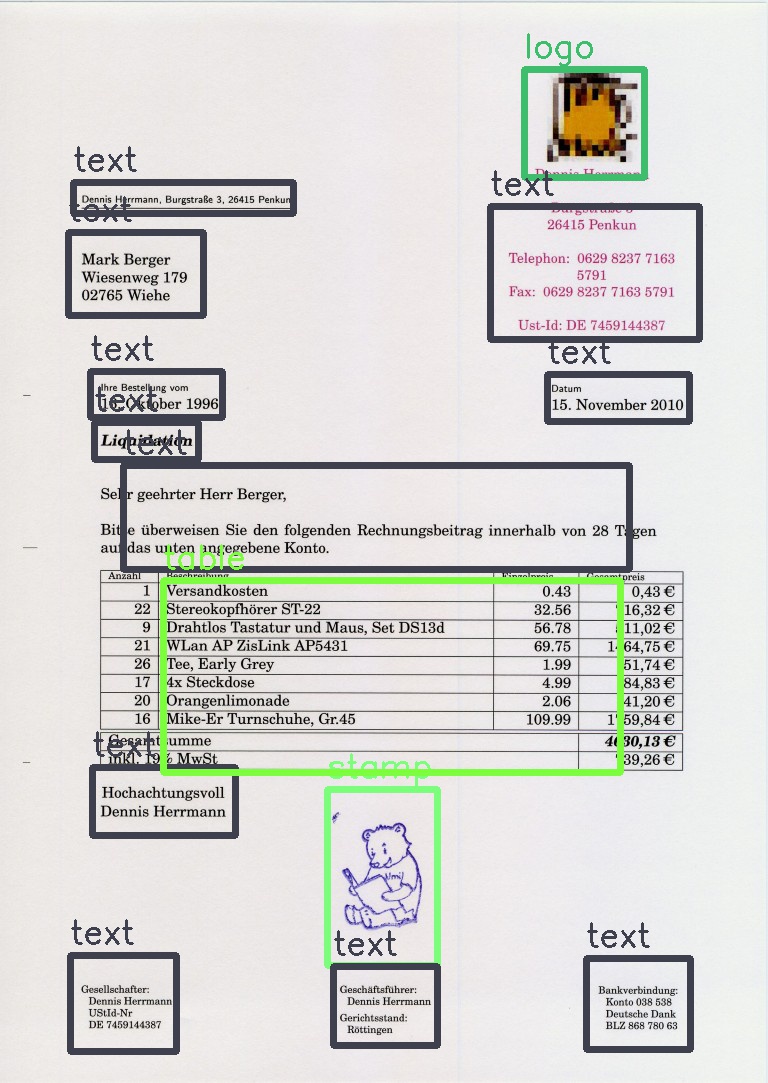 logo
text
Dennis Herrmann, Burgstraße 3, 26415 Penkun
text
Mark Berger
Wiesenweg 179
02765 Wiehe
Dennis Herrmann
text
Burgstraße 3
26415 Penkun
Telephon: 0629 8237 7163
5791
Fax: 0629 8237 7163 5791
Ust-Id: DE 7459144387
text
Ihre Bestellung vom
Oktober 1996
text
Datum
15. November 2010
text
Liquidation
text
Sehr geehrter Herr Berger,
Bitte überweisen Sie den folgenden Rechnungsbeitrag innerhalb von 28 Tagen
auf das unten angegebene Konto.
table
Anzahl Beschreibung Einzelpreis Gesamtpreis
1 Versandkosten 0.43 0,43 €
22 Stereokopfhörer ST-22 32.56 716,32 €
9 Drahtlos Tastatur und Maus, Set DS13d 56.78 511,02 €
21 WLan AP ZisLink AP5431 69.75 1464,75 €
26 Tee, Early Grey 1.99 51,74 €
17 4x Steckdose 4.99 84,83 €
20 Orangenlimonade 2.06 41,20 €
16 Mike-Er Turnschuhe, Gr.45 109.99 1759,84 €
Gesamtsumme 4630,13 €
inkl. 19% MwSt 739,26 €
text
Hochachtungsvoll
Dennis Herrmann
stamp
text
Gesellschafter:
Dennis Herrmann
UStId-Nr
DE 7459144387
text
Geschäftsführer:
Dennis Herrmann
Gerichtsstand:
Röttingen
text
Bankverbindung:
Konto 038 538
Deutsche Dank
BLZ 868 780 63